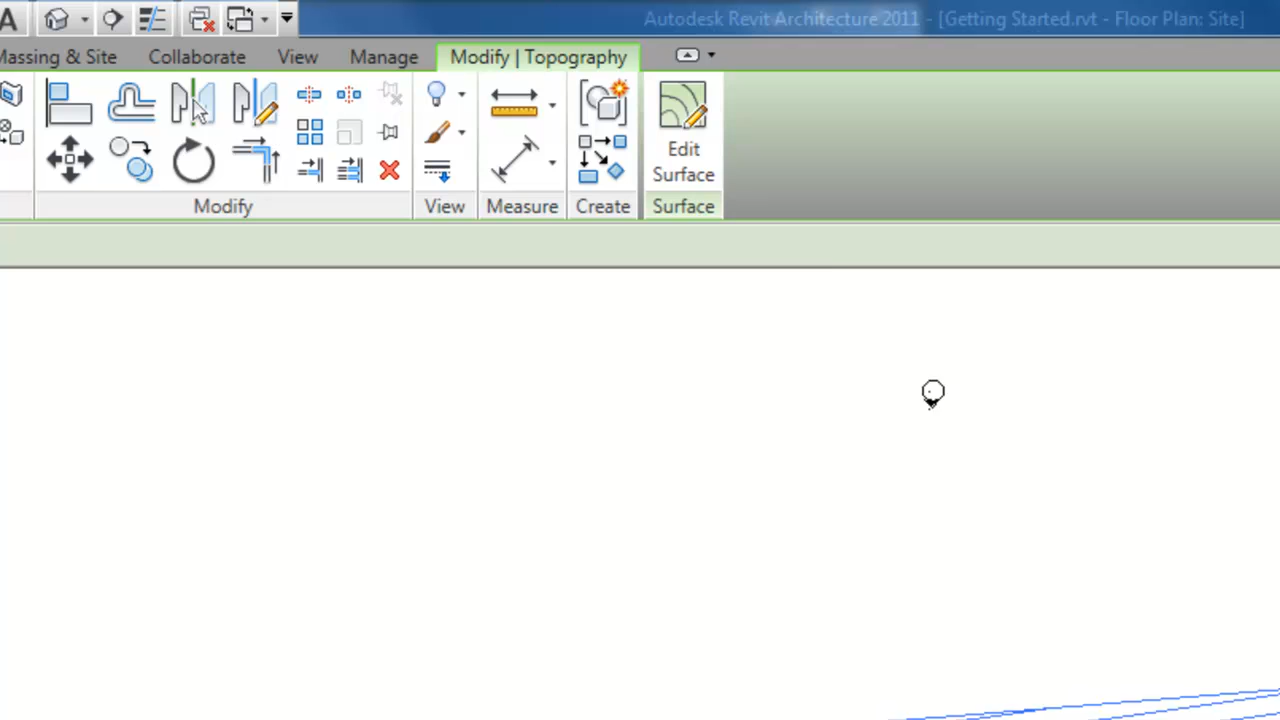 A
Autodesk Revit Architecture 2011 - [Getting Started.rvt - Floor Plan: Site]
Massing & Site Collaborate View Manage Modify | Topography
Edit
Surface
Modify View Measure Create Surface